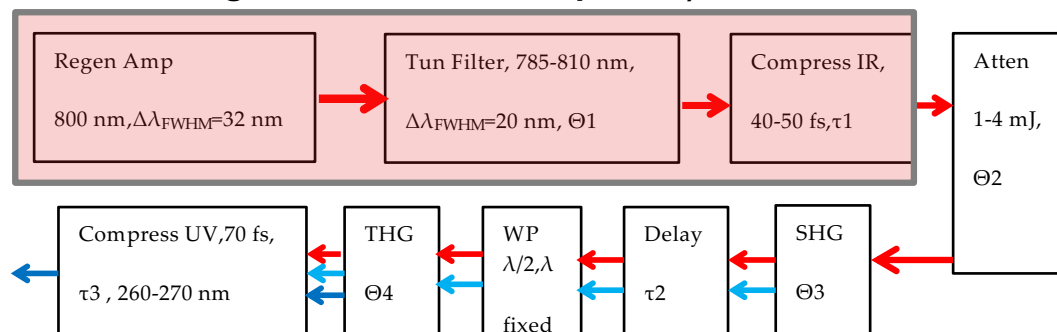 Regen Amp
800 nm,ΔλFWHM=32 nm
Tun Filter, 785-810 nm,
ΔλFWHM=20 nm, Θ1
Compress IR,
40-50 fs,τ1
Atten
1-4 mJ,
Θ2
Compress UV,70 fs,
τ3 , 260-270 nm
THG
Θ4
WP
λ/2,λ
fixed
Delay
τ2
SHG
Θ3